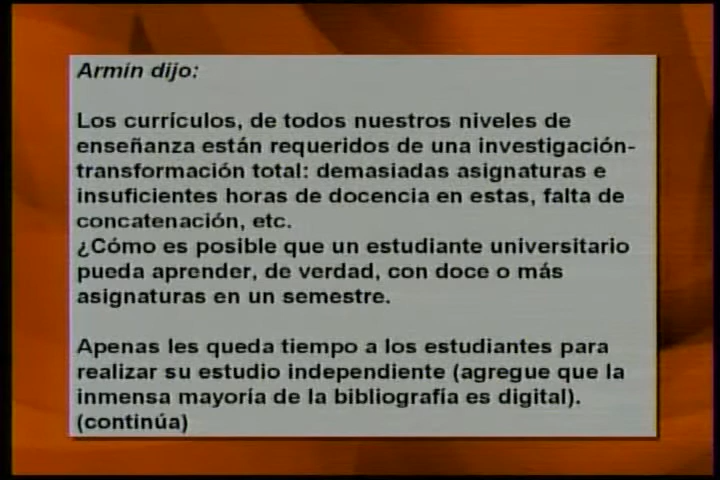 Armin dijo:
Los currículos, de todos nuestros niveles de
enseñanza están requeridos de una investigación-
transformación total: demasiadas asignaturas e
insuficientes horas de docencia en estas, falta de
concatenación, etc.
¿Cómo es posible que un estudiante universitario
pueda aprender, de verdad, con doce o más
asignaturas en un semestre.
Apenas les queda tiempo a los estudiantes para
realizar su estudio independiente (agregue que la
inmensa mayoría de la bibliografía es digital).
(continúa)